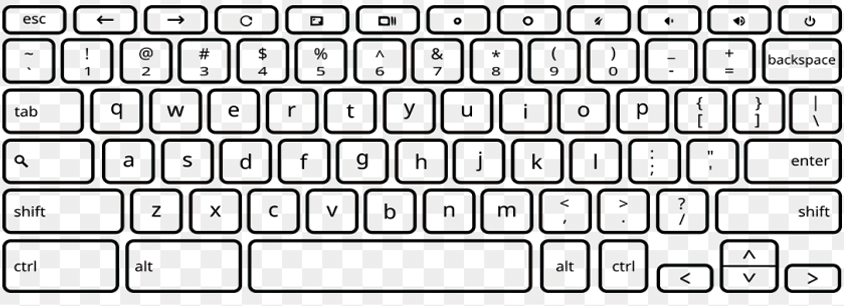 esc ← →
~ ! @ # $ % ^ & * ( ) _ + backspace
` 1 2 3 4 5 6 7 8 9 0 - =
tab q w e r t y u i o p { } |
[ ] \
a s d f g h j k l : " enter
; '
shift z x c v b n m < > ? shift
, . /
ctrl alt alt ctrl < ^ v >